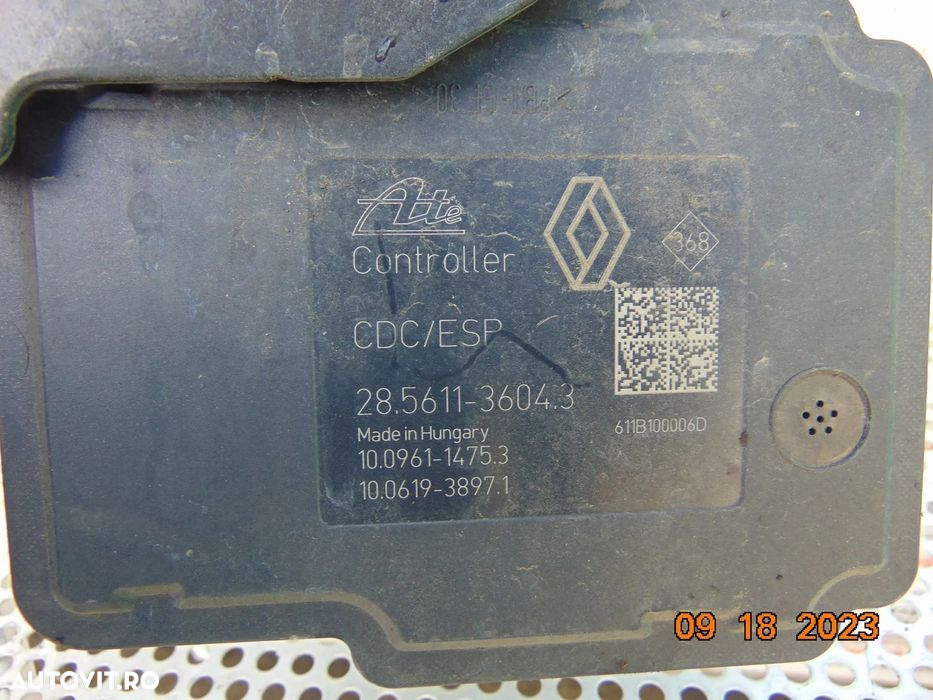 Ate
Controller
368
CDC/ESP
28.5611-3604.3
Made in Hungary
611B100006D
10.0961-1475.3
10.0619-3897.1
09 18 2023
AUTOVIT.RO